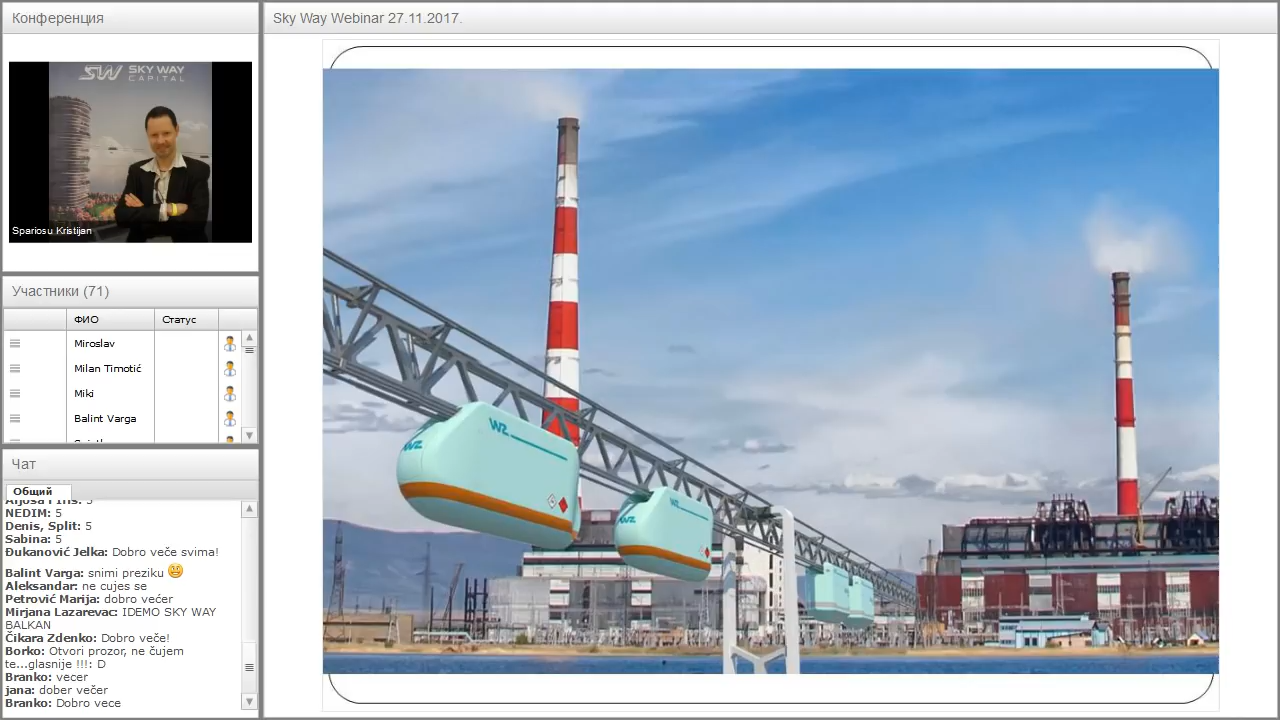 Конференция
SKY WAY
CAPITAL
Spariosu Kristijan
Участники (71)
ФИО Статус
Miroslav
Milan Timotić
Miki
Balint Varga
Чат
Общий
NEDIM: 5
Denis, Split: 5
Sabina: 5
Đukanović Jelka: Dobro veče svima!
Balint Varga: snimi preziku
Aleksandar: ne cujes se
Petrović Marija: dobro većer
Mirjana Lazarevac: IDEMO SKY WAY
BALKAN
Čikara Zdenko: Dobro veče!
Borko: Otvori prozor, ne čujem
te...glasnije !!!: D
Branko: vecer
jana: dober večer
Branko: Dobro vece
Sky Way Webinar 27.11.2017.